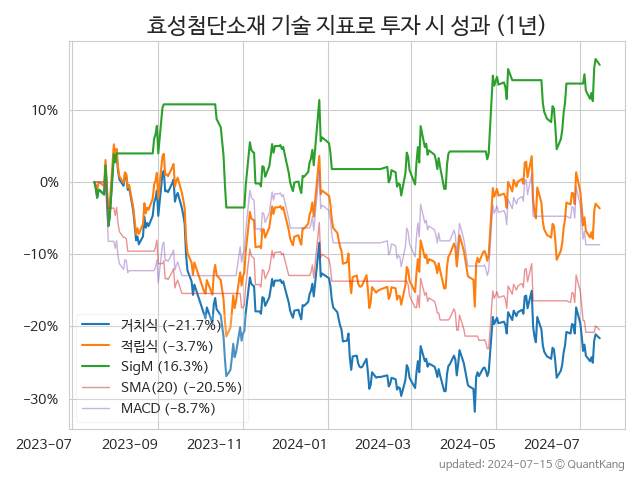 효성첨단소재 기술 지표로 투자 시 성과 (1년)
10%
0%
−10%
−20%
−30%
거치식 (−21.7%)
적립식 (−3.7%)
SigM (16.3%)
SMA(20) (−20.5%)
MACD (−8.7%)
2023-07
2023-09
2023-11
2024-01
2024-03
2024-05
2024-07
updated: 2024-07-15 © QuantKang